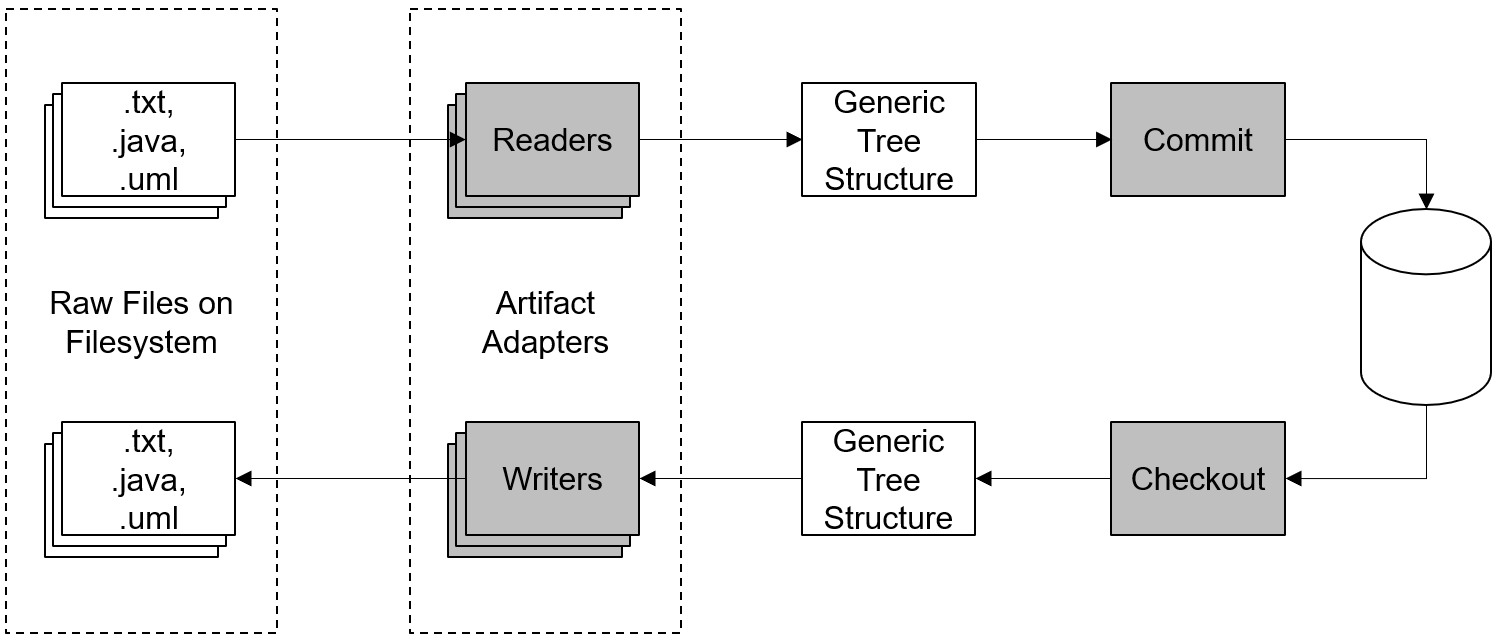 .txt,
.java,
.uml
Readers
Generic
Tree
Structure
Commit
Raw Files on
Filesystem
Artifact
Adapters
.txt,
.java,
.uml
Writers
Generic
Tree
Structure
Checkout